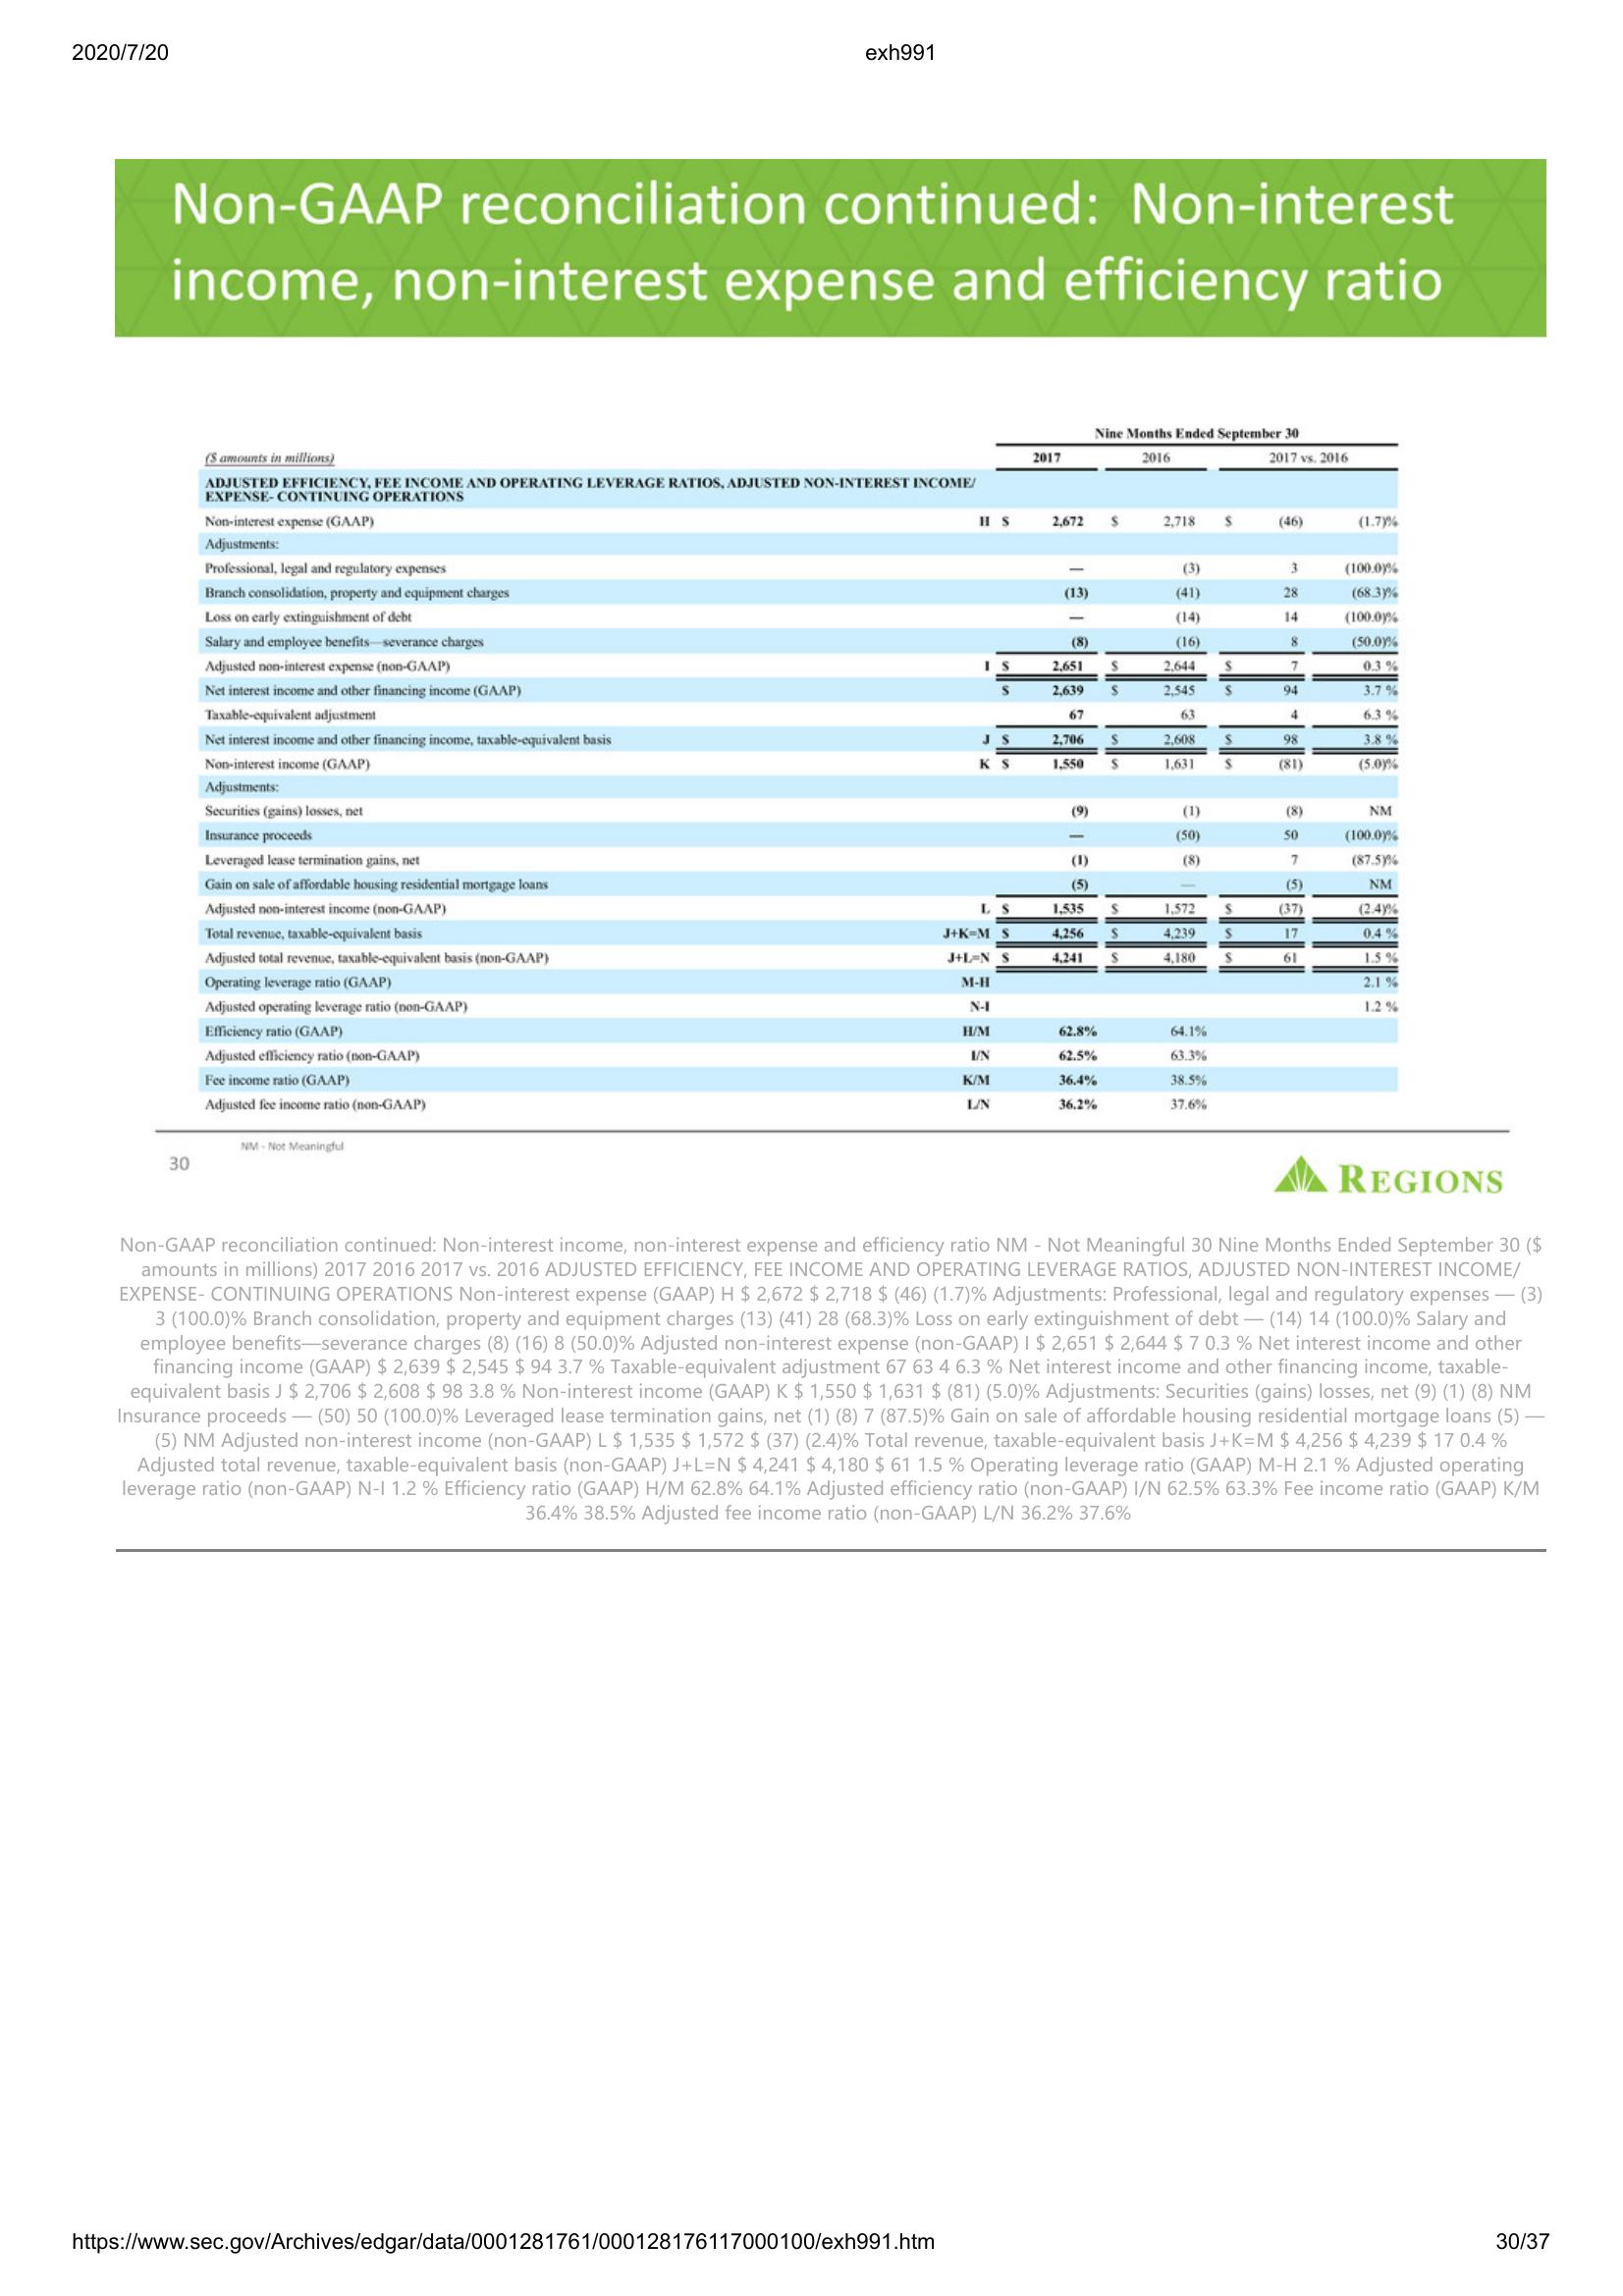 2020/7/20 exh991
Non-GAAP reconciliation continued: Non-interest
income, non-interest expense and efficiency ratio
Nine Months Ended September 30
($ amounts in millions) 2017 2016 2017 vs. 2016
ADJUSTED EFFICIENCY, FEE INCOME AND OPERATING LEVERAGE RATIOS, ADJUSTED NON-INTEREST INCOME/
EXPENSE- CONTINUING OPERATIONS
Non-interest expense (GAAP) H $ 2,672 $ 2,718 $ (46) (1.7)%
Adjustments:
Professional, legal and regulatory expenses — (3) 3 (100.0)%
Branch consolidation, property and equipment charges (13) (41) 28 (68.3)%
Loss on early extinguishment of debt — (14) 14 (100.0)%
Salary and employee benefits—severance charges (8) (16) 8 (50.0)%
Adjusted non-interest expense (non-GAAP) I $ 2,651 $ 2,644 $ 7 0.3 %
Net interest income and other financing income (GAAP) $ 2,639 $ 2,545 $ 94 3.7 %
Taxable-equivalent adjustment 67 63 4 6.3 %
Net interest income and other financing income, taxable-equivalent basis J $ 2,706 $ 2,608 $ 98 3.8 %
Non-interest income (GAAP) K $ 1,550 $ 1,631 $ (81) (5.0)%
Adjustments:
Securities (gains) losses, net (9) (1) (8) NM
Insurance proceeds — (50) 50 (100.0)%
Leveraged lease termination gains, net (1) (8) 7 (87.5)%
Gain on sale of affordable housing residential mortgage loans (5) — (5) NM
Adjusted non-interest income (non-GAAP) L $ 1,535 $ 1,572 $ (37) (2.4)%
Total revenue, taxable-equivalent basis J+K=M $ 4,256 $ 4,239 $ 17 0.4 %
Adjusted total revenue, taxable-equivalent basis (non-GAAP) J+L=N $ 4,241 $ 4,180 $ 61 1.5 %
Operating leverage ratio (GAAP) M-H 2.1 %
Adjusted operating leverage ratio (non-GAAP) N-I 1.2 %
Efficiency ratio (GAAP) H/M 62.8% 64.1%
Adjusted efficiency ratio (non-GAAP) I/N 62.5% 63.3%
Fee income ratio (GAAP) K/M 36.4% 38.5%
Adjusted fee income ratio (non-GAAP) L/N 36.2% 37.6%
NM - Not Meaningful
30
REGIONS
Non-GAAP reconciliation continued: Non-interest income, non-interest expense and efficiency ratio NM - Not Meaningful 30 Nine Months Ended September 30 ($
amounts in millions) 2017 2016 2017 vs. 2016 ADJUSTED EFFICIENCY, FEE INCOME AND OPERATING LEVERAGE RATIOS, ADJUSTED NON-INTEREST INCOME/
EXPENSE- CONTINUING OPERATIONS Non-interest expense (GAAP) H $ 2,672 $ 2,718 $ (46) (1.7)% Adjustments: Professional, legal and regulatory expenses — (3)
3 (100.0)% Branch consolidation, property and equipment charges (13) (41) 28 (68.3)% Loss on early extinguishment of debt — (14) 14 (100.0)% Salary and
employee benefits—severance charges (8) (16) 8 (50.0)% Adjusted non-interest expense (non-GAAP) I $ 2,651 $ 2,644 $ 7 0.3 % Net interest income and other
financing income (GAAP) $ 2,639 $ 2,545 $ 94 3.7 % Taxable-equivalent adjustment 67 63 4 6.3 % Net interest income and other financing income, taxable-
equivalent basis J $ 2,706 $ 2,608 $ 98 3.8 % Non-interest income (GAAP) K $ 1,550 $ 1,631 $ (81) (5.0)% Adjustments: Securities (gains) losses, net (9) (1) (8) NM
Insurance proceeds — (50) 50 (100.0)% Leveraged lease termination gains, net (1) (8) 7 (87.5)% Gain on sale of affordable housing residential mortgage loans (5) —
(5) NM Adjusted non-interest income (non-GAAP) L $ 1,535 $ 1,572 $ (37) (2.4)% Total revenue, taxable-equivalent basis J+K=M $ 4,256 $ 4,239 $ 17 0.4 %
Adjusted total revenue, taxable-equivalent basis (non-GAAP) J+L=N $ 4,241 $ 4,180 $ 61 1.5 % Operating leverage ratio (GAAP) M-H 2.1 % Adjusted operating
leverage ratio (non-GAAP) N-I 1.2 % Efficiency ratio (GAAP) H/M 62.8% 64.1% Adjusted efficiency ratio (non-GAAP) I/N 62.5% 63.3% Fee income ratio (GAAP) K/M
36.4% 38.5% Adjusted fee income ratio (non-GAAP) L/N 36.2% 37.6%
https://www.sec.gov/Archives/edgar/data/0001281761/000128176117000100/exh991.htm 30/37